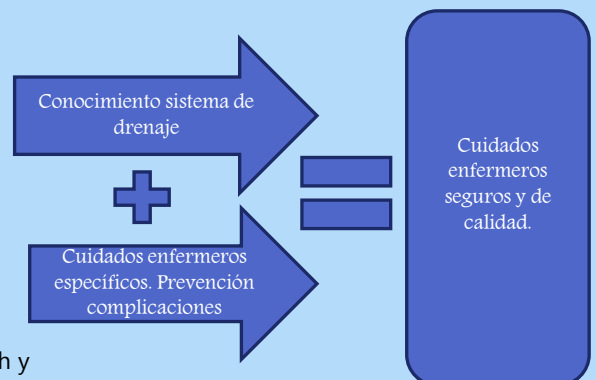 Conocimiento sistema de
drenaje
Cuidados enfermeros
específicos. Prevención
complicaciones
Cuidados
enfermeros
seguros y de
calidad.
h y